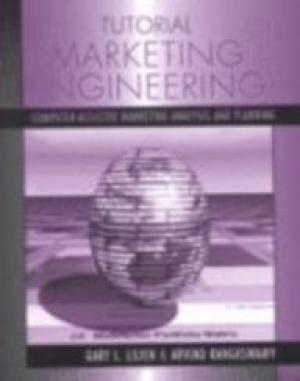 TUTORIAL
MARKETING
ENGINEERING
COMPUTER-ASSISTED MARKETING ANALYSIS AND PLANNING
GARY L. LILIEN & ARVIND RANGASWAMY